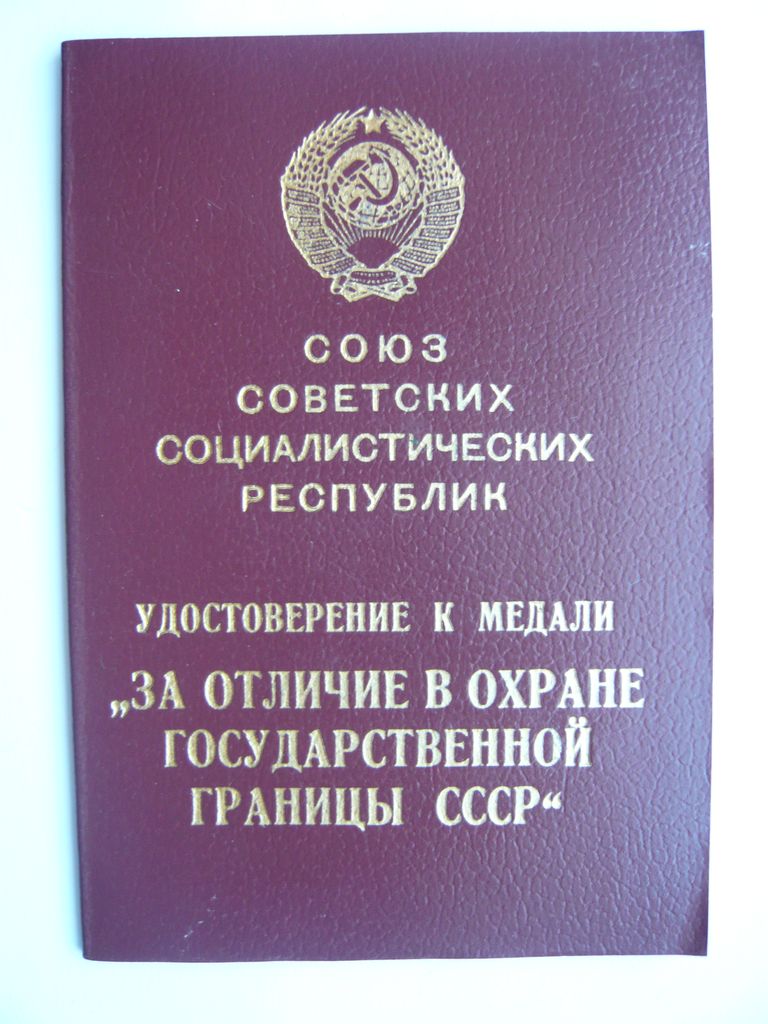 СОЮЗ
СОВЕТСКИХ
СОЦИАЛИСТИЧЕСКИХ
РЕСПУБЛИК
УДОСТОВЕРЕНИЕ К МЕДАЛИ
„ЗА ОТЛИЧИЕ В ОХРАНЕ
ГОСУДАРСТВЕННОЙ
ГРАНИЦЫ СССР“